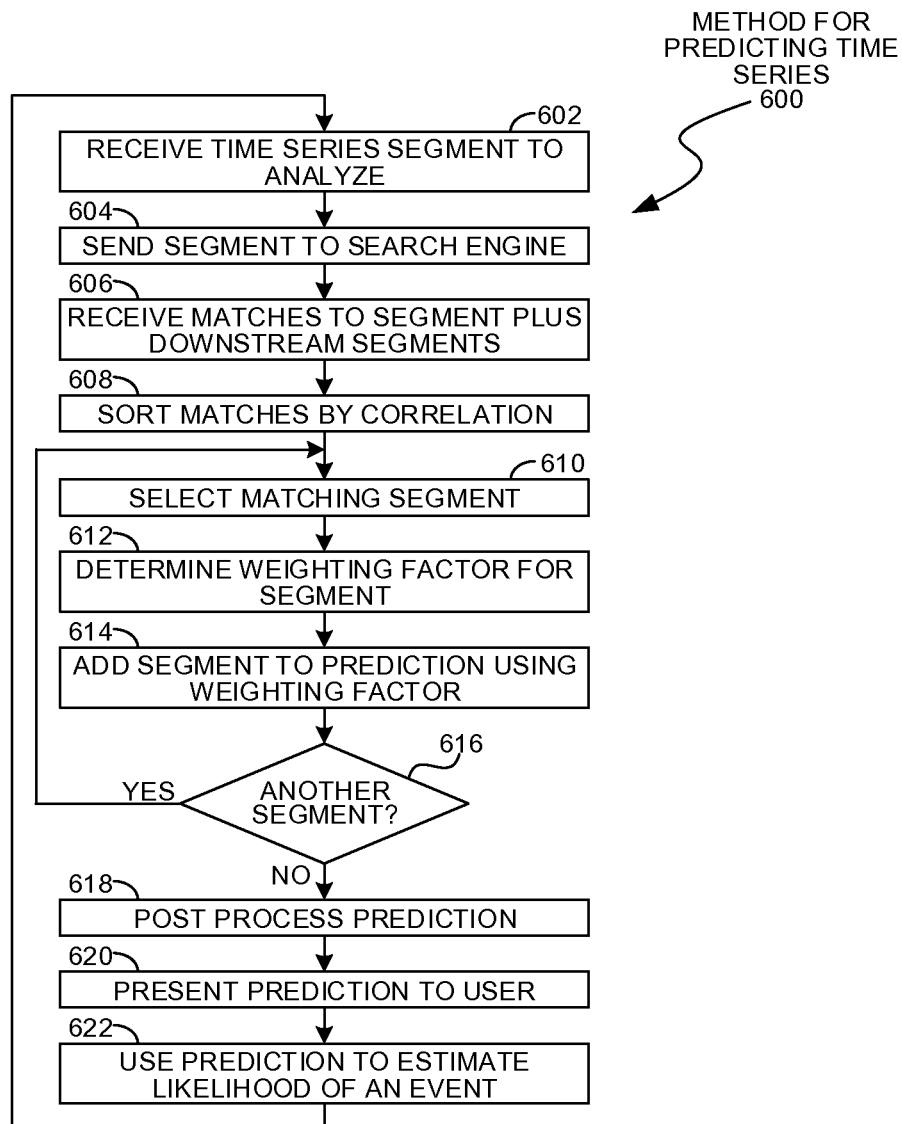 METHOD FOR
PREDICTING TIME
SERIES
600
602
RECEIVE TIME SERIES SEGMENT TO
ANALYZE
604
SEND SEGMENT TO SEARCH ENGINE
606
RECEIVE MATCHES TO SEGMENT PLUS
DOWNSTREAM SEGMENTS
608
SORT MATCHES BY CORRELATION
610
SELECT MATCHING SEGMENT
612
DETERMINE WEIGHTING FACTOR FOR
SEGMENT
614
ADD SEGMENT TO PREDICTION USING
WEIGHTING FACTOR
616
YES
ANOTHER
SEGMENT?
NO
618
POST PROCESS PREDICTION
620
PRESENT PREDICTION TO USER
622
USE PREDICTION TO ESTIMATE
LIKELIHOOD OF AN EVENT